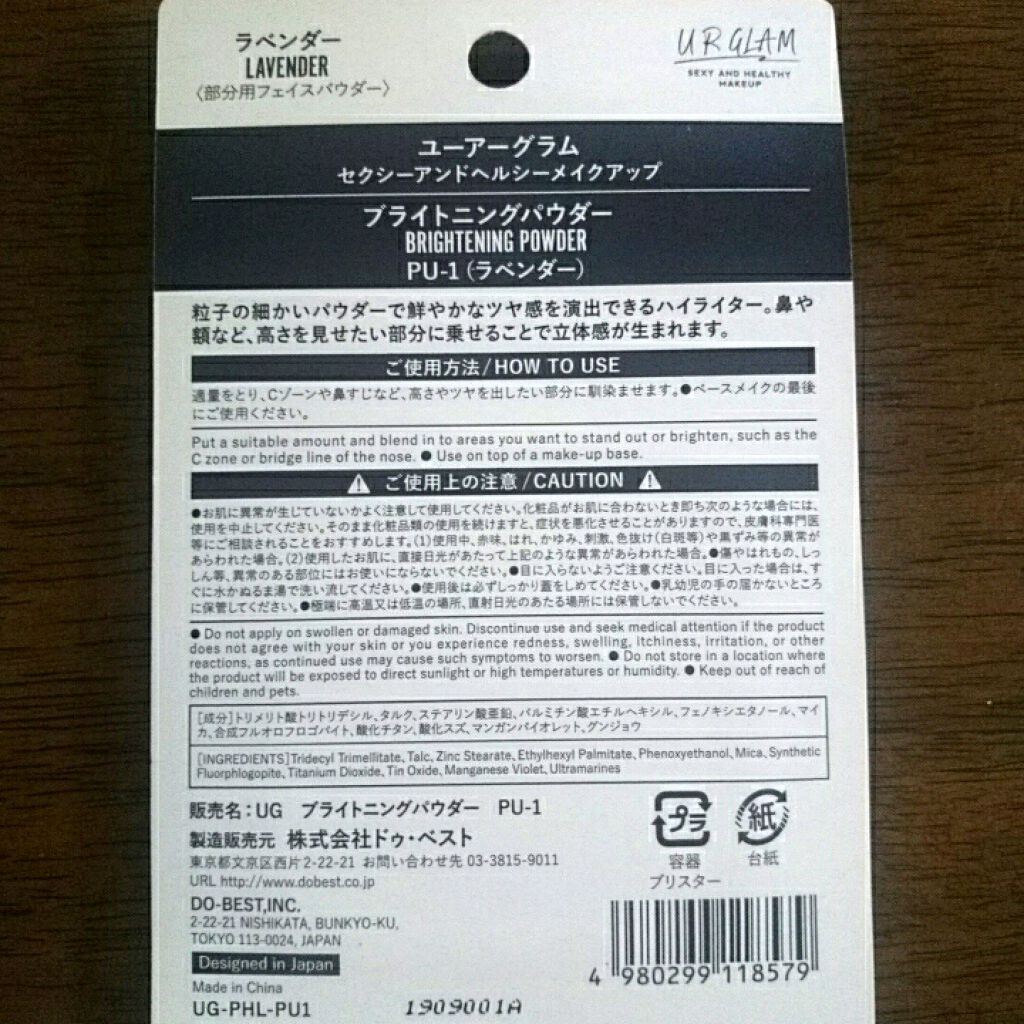 ラベンダー
LAVENDER
〈部分用フェイスパウダー〉
UR GLAM
SEXY AND HEALTHY
MAKEUP
ユーアーグラム
セクシーアンドヘルシーメイクアップ
ブライトニングパウダー
BRIGHTENING POWDER
PU-1 (ラベンダー)
粒子の細かいパウダーで鮮やかなツヤ感を演出できるハイライター。鼻や
額など、高さを見せたい部分に乗せることで立体感が生まれます。
ご使用方法/HOW TO USE
適量をとり、Cゾーンや鼻すじなど、高さやツヤを出したい部分に馴染ませます。●ベースメイクの最後
にご使用ください。
Put a suitable amount and blend in to areas you want to stand out or brighten, such as the
C zone or bridge line of the nose. ● Use on top of a make-up base.
⚠ ご使用上の注意/CAUTION ⚠
●お肌に異常が生じていないかよく注意して使用してください。化粧品がお肌に合わないとき即ち次のような場合には、
使用を中止してください。そのまま化粧品類の使用を続けますと、症状を悪化させることがありますので、皮膚科専門医
等にご相談されることをおすすめします。(1)使用中、赤味、はれ、かゆみ、刺激、色抜け(白斑等)や黒ずみ等の異常が
あらわれた場合。(2)使用したお肌に、直接日光があたって上記のような異常があらわれた場合。●傷やはれもの、しっ
しん等、異常のある部位にはお使いにならないでください。●目に入らないようご注意ください。目に入った場合は、す
ぐに水かぬるま湯で洗い流してください。●使用後は必ずしっかり蓋をしめてください。●乳幼児の手の届かないところ
に保管してください。●極端に高温又は低温の場所、直射日光のあたる場所には保管しないでください。
● Do not apply on swollen or damaged skin. Discontinue use and seek medical attention if the product
does not agree with your skin or you experience redness, swelling, itchiness, irritation, or other
reactions, as continued use may cause such symptoms to worsen. ● Do not store in a location where
the product will be exposed to direct sunlight or high temperatures or humidity. ● Keep out of reach of
children and pets.
[成分]トリメリト酸トリトリデシル、タルク、ステアリン酸亜鉛、パルミチン酸エチルヘキシル、フェノキシエタノール、マイ
カ、合成フルオロフロゴパイト、酸化チタン、酸化スズ、マンガンバイオレット、グンジョウ
[INGREDIENTS]Tridecyl Trimellitate, Talc, Zinc Stearate, Ethylhexyl Palmitate, Phenoxyethanol, Mica, Synthetic
Fluorphlogopite, Titanium Dioxide, Tin Oxide, Manganese Violet, Ultramarines
販売名：UG ブライトニングパウダー PU-1
製造販売元 株式会社ドゥ・ベスト
東京都文京区西片2-22-21 お問い合わせ先 03-3815-9011
URL http://www.dobest.co.jp
DO-BEST,INC.
2-22-21 NISHIKATA, BUNKYO-KU,
TOKYO 113-0024, JAPAN
Designed in Japan
Made in China
UG-PHL-PU1
1909001A
プラ
容器
ブリスター
紙
台紙
4 980299 118579